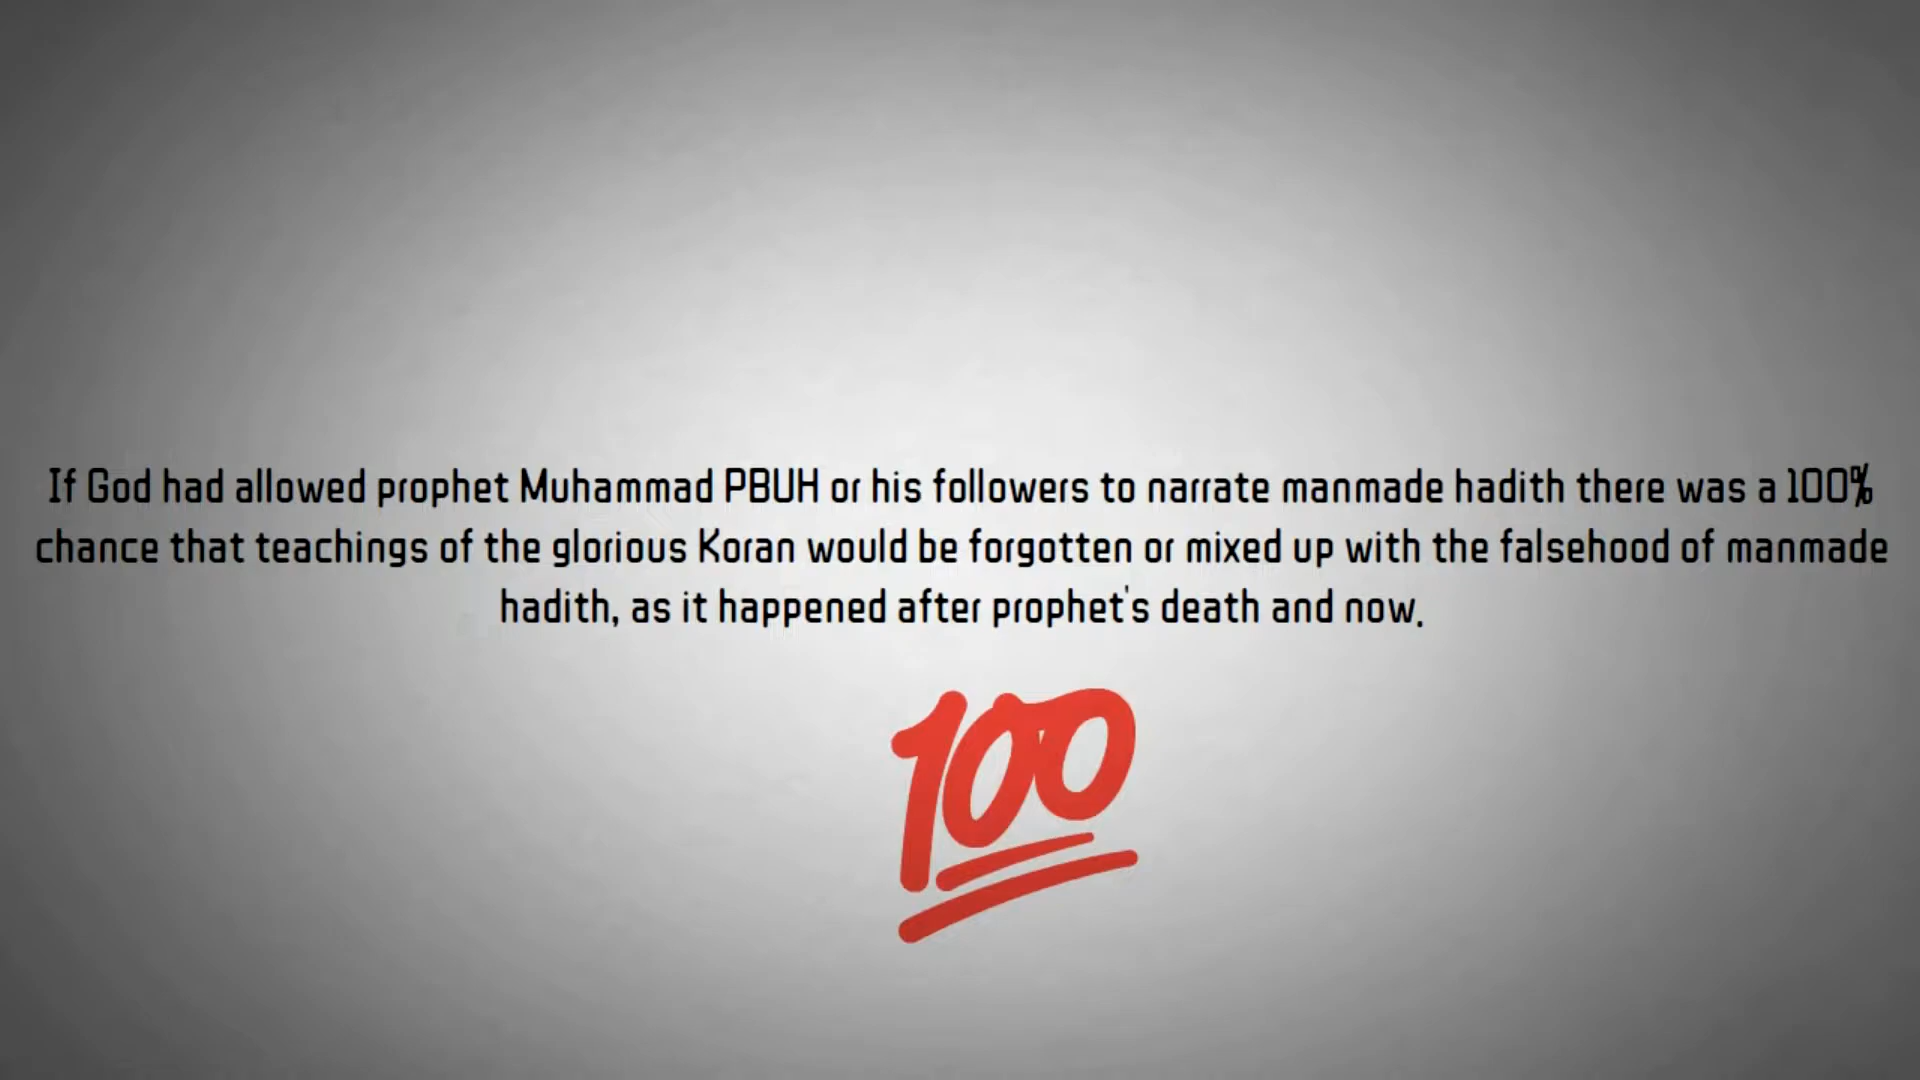 If God had allowed prophet Muhammad PBUH or his followers to narrate manmade hadith there was a 100%
chance that teachings of the glorious Koran would be forgotten or mixed up with the falsehood of manmade
hadith, as it happened after prophet's death and now.
100